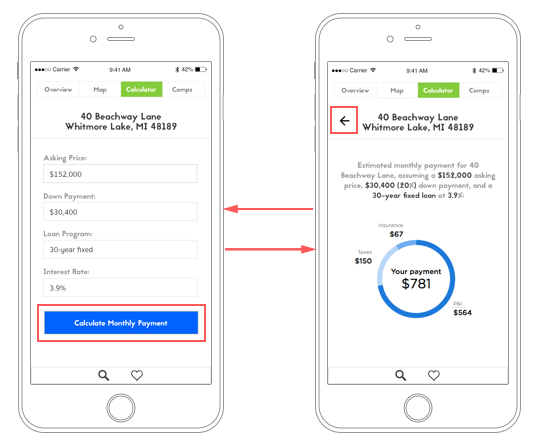 Carrier
9:41 AM
42%
Overview
Map
Calculator
Comps
40 Beachway Lane
Whitmore Lake, MI 48189
Asking Price:
$152,000
Down Payment:
$30,400
Loan Program:
30-year fixed
Interest Rate:
3.9%
Calculate Monthly Payment
Carrier
9:41 AM
42%
Overview
Map
Calculator
Comps
40 Beachway Lane
Whitmore Lake, MI 48189
Estimated monthly payment for 40
Beachway Lane, assuming a $152,000 asking
price, $30,400 (20%) down payment, and a
30-year fixed loan at 3.9%:
Insurance
$67
Taxes
$150
Your payment
$781
P&I
$564